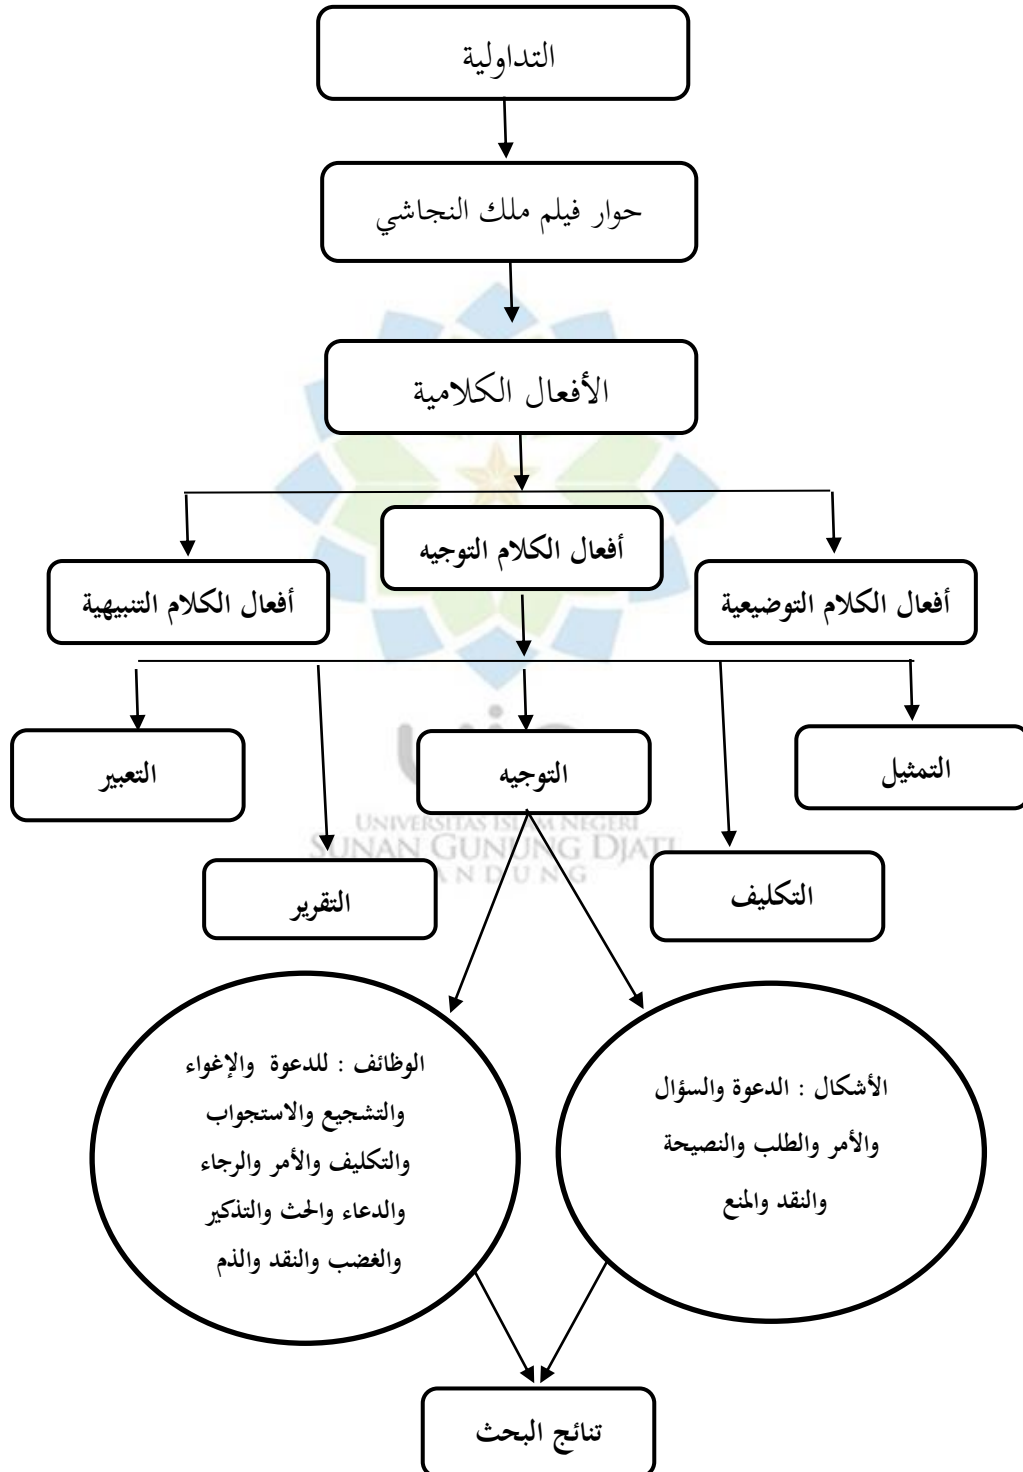 التداولية
حوار فيلم ملك النجاشي
الأفعال الكلامية
أفعال الكلام التوضيعية
أفعال الكلام التوجيه
أفعال الكلام التنبيهية
التمثيل
التوجيه
التعبير
UNIVERSITAS ISLAM NEGERI
SUNAN GUNUNG DJATI
التكليف
التقرير
الأشكال : الدعوة والسؤال
والأمر والطلب والنصيحة
والنقد والمنع
الوظائف : للدعوة والإغواء
والتشجيع والاستجواب
والتكليف والأمر والرجاء
والدعاء والحث والتذكير
والغضب والنقد والذم
تنائج البحث